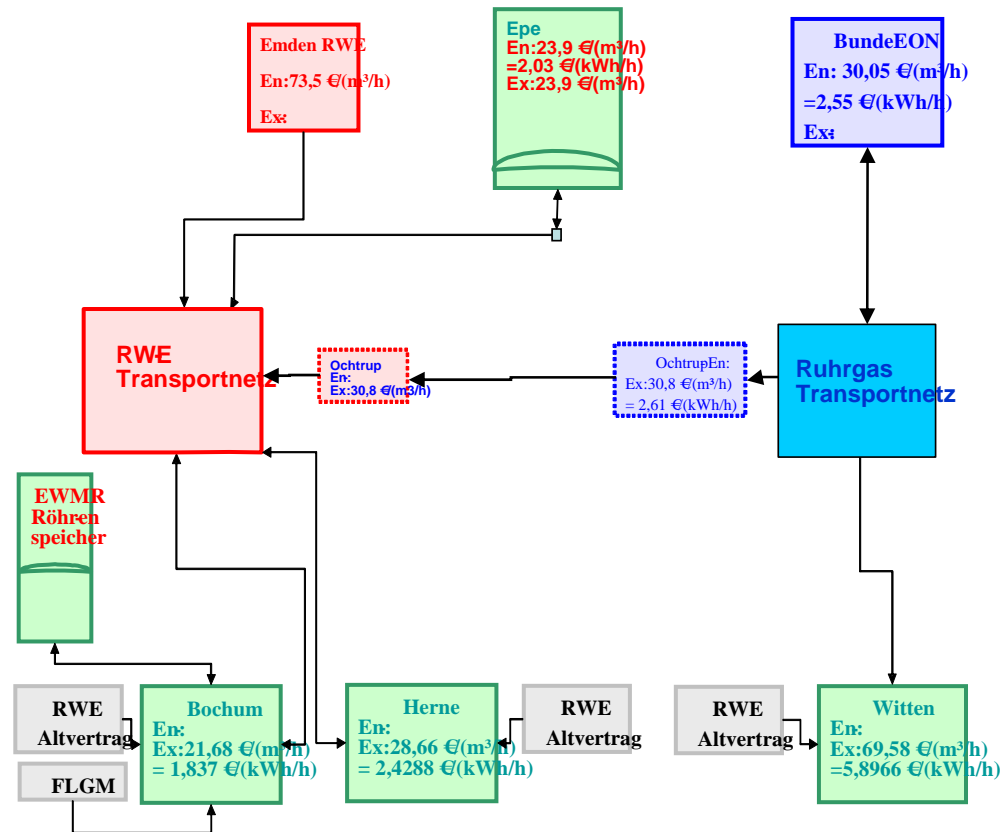 Emden RWE
En:73,5 €/(m³/h)
Ex:
Epe
En:23,9 €/(m³/h)
=2,03 €/(kWh/h)
Ex:23,9 €/(m³/h)
BundeEON
En: 30,05 €/(m³/h)
=2,55 €/(kWh/h)
Ex:
RWE-
Transportnetz
Ochtrup
En:
Ex:30,8 €/(m3/h)
OchtrupEn:
Ex:30,8 €/(m³/h)
= 2,61 €/(kWh/h)
Ruhrgas
Transportnetz
EWMR
Röhren-
speicher
RWE
Altvertrag
FLGM
Bochum
En:
Ex:21,68 €/(m³/h)
= 1,837 €/(kWh/h)
Herne
En:
Ex:28,66 €/(m³/h)
= 2,4288 €/(kWh/h)
RWE
Altvertrag
RWE
Altvertrag
Witten
En:
Ex:69,58 €/(m³/h)
=5,8966 €/(kWh/h)